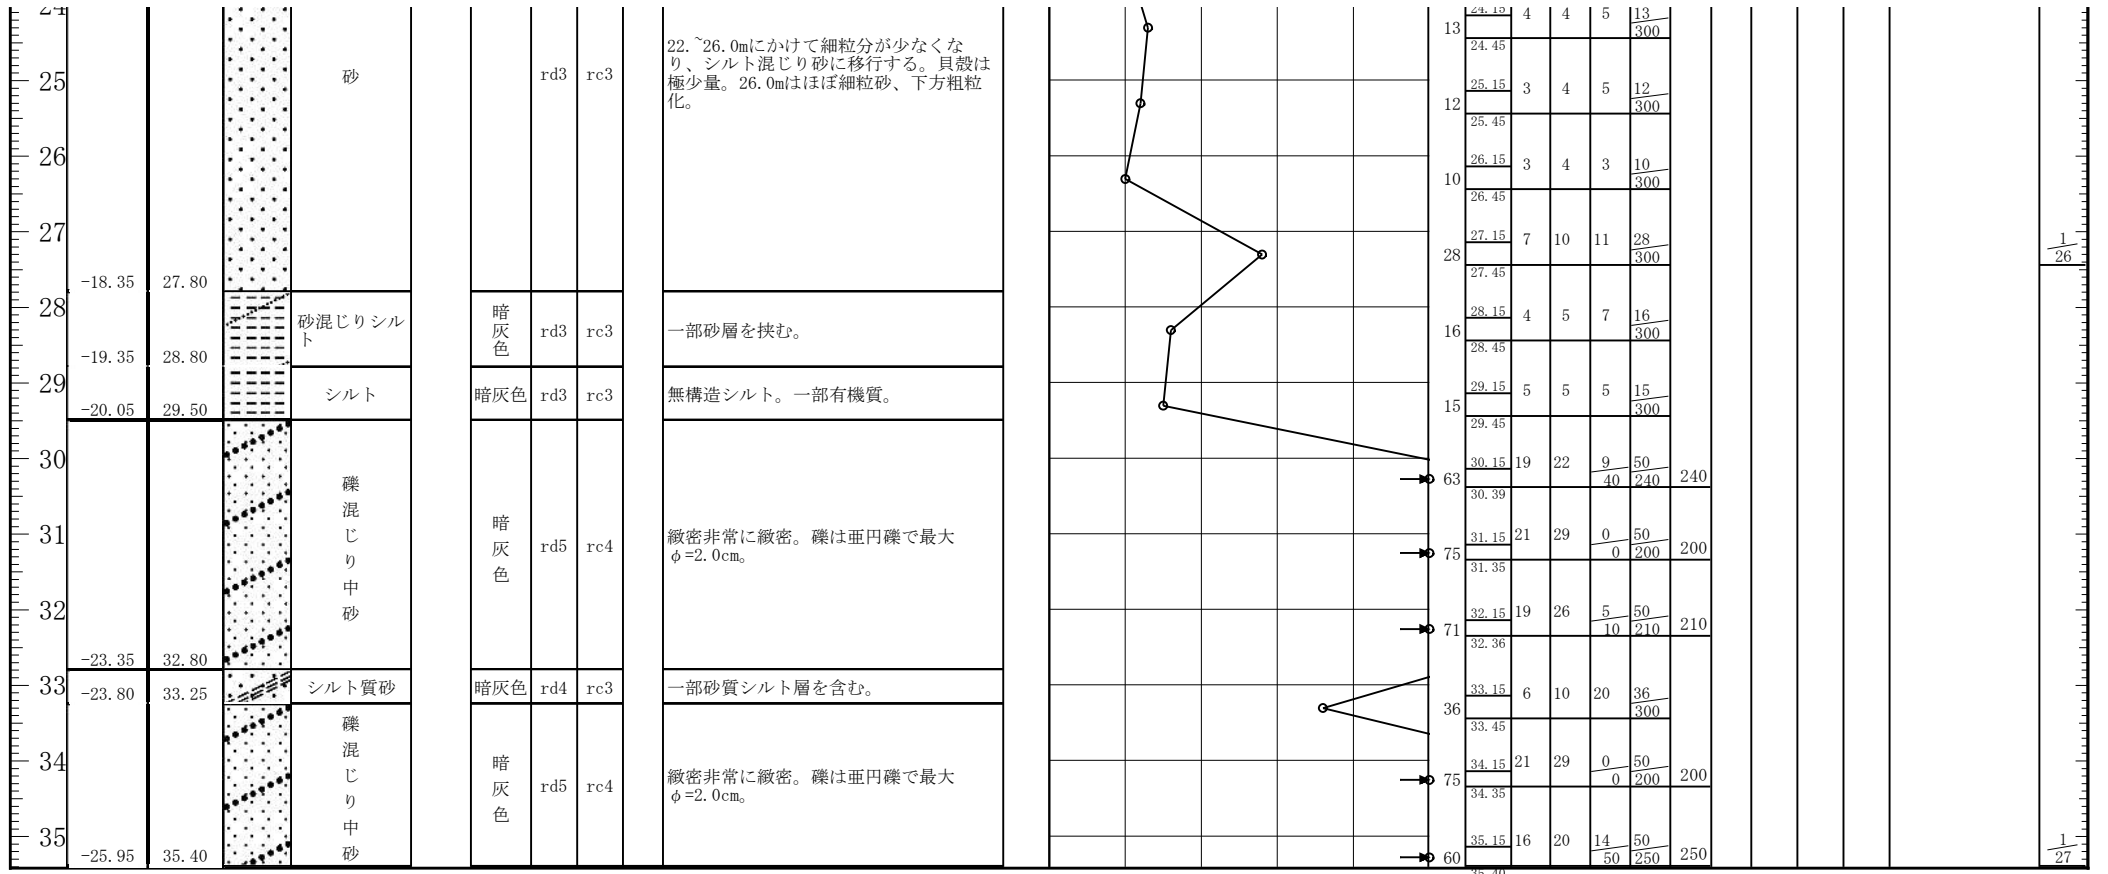 24
-18.35 27.80
砂
rd3 rc3
22.~26.0mにかけて細粒分が少なくな
り、シルト混じり砂に移行する。貝殻は
極少量。26.0mはほぼ細粒砂、下方粗粒
化。
13 24.15 4 4 5 13
300
24.45
25
12 25.15 3 4 5 12
300
25.45
26
10 26.15 3 4 3 10
300
26.45
27
28 27.15 7 10 11 28
300
27.45
1
26
28
-19.35 28.80
砂混じりシル
ト
暗
灰
色
rd3 rc3
一部砂層を挟む。
16 28.15 4 5 7 16
300
28.45
29
-20.05 29.50
シルト
暗灰色 rd3 rc3
無構造シルト。一部有機質。
15 29.15 5 5 5 15
300
29.45
30
63 30.15 19 22 9 50
40 240 240
30.39
-23.35 32.80
礫
混
じ
り
中
砂
暗
灰
色
rd5 rc4
緻密非常に緻密。礫は亜円礫で最大
φ=2.0cm。
31
75 31.15 21 29 0 50
0 200 200
31.35
32
71 32.15 19 26 5 50
10 210 210
32.36
33
-23.80 33.25
シルト質砂
暗灰色 rd4 rc3
一部砂質シルト層を含む。
36 33.15 6 10 20 36
300
33.45
34
-25.95 35.40
礫
混
じ
り
中
砂
暗
灰
色
rd5 rc4
緻密非常に緻密。礫は亜円礫で最大
φ=2.0cm。
75 34.15 21 29 0 50
0 200 200
34.35
35
60 35.15 16 20 14 50
50 250 250
35.40
1
27